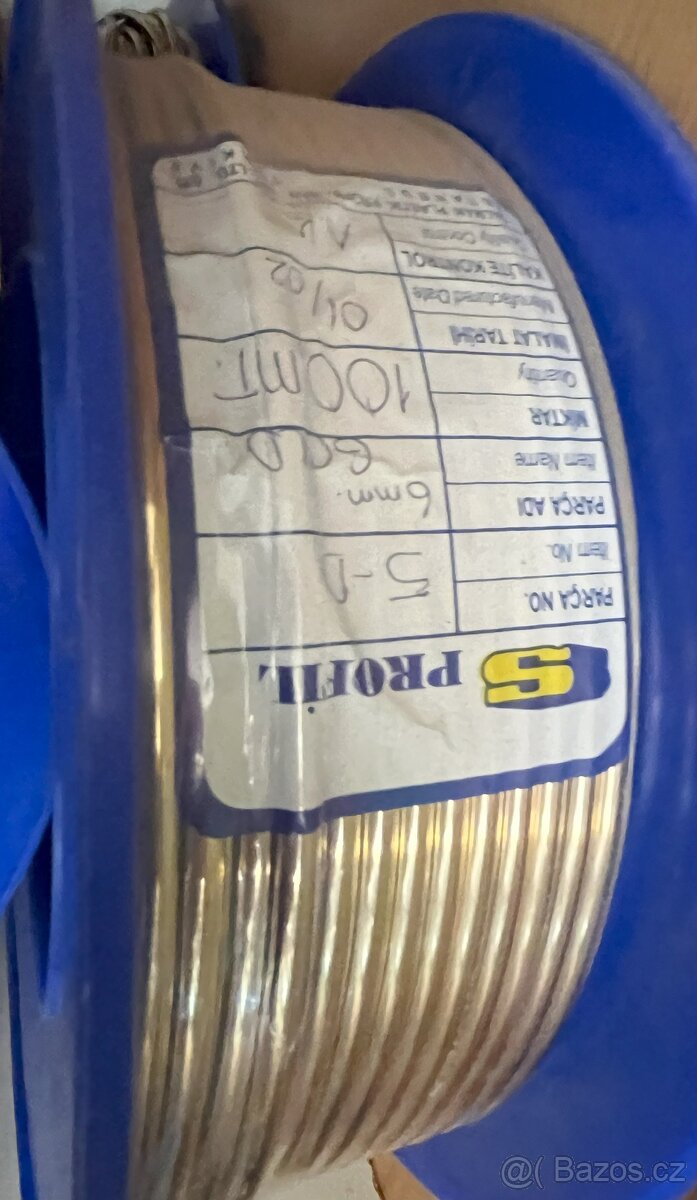 S PROFİL
PARÇA NO.
Item No.
5-D
PARÇA ADI
Item Name
6mm.
GOLD
MİKTAR
Quantity
100MT.
İMALAT TARİHİ
Manufactured Date
01/02
KALİTE KONTROL
Quality Control
@( Bazos.cz